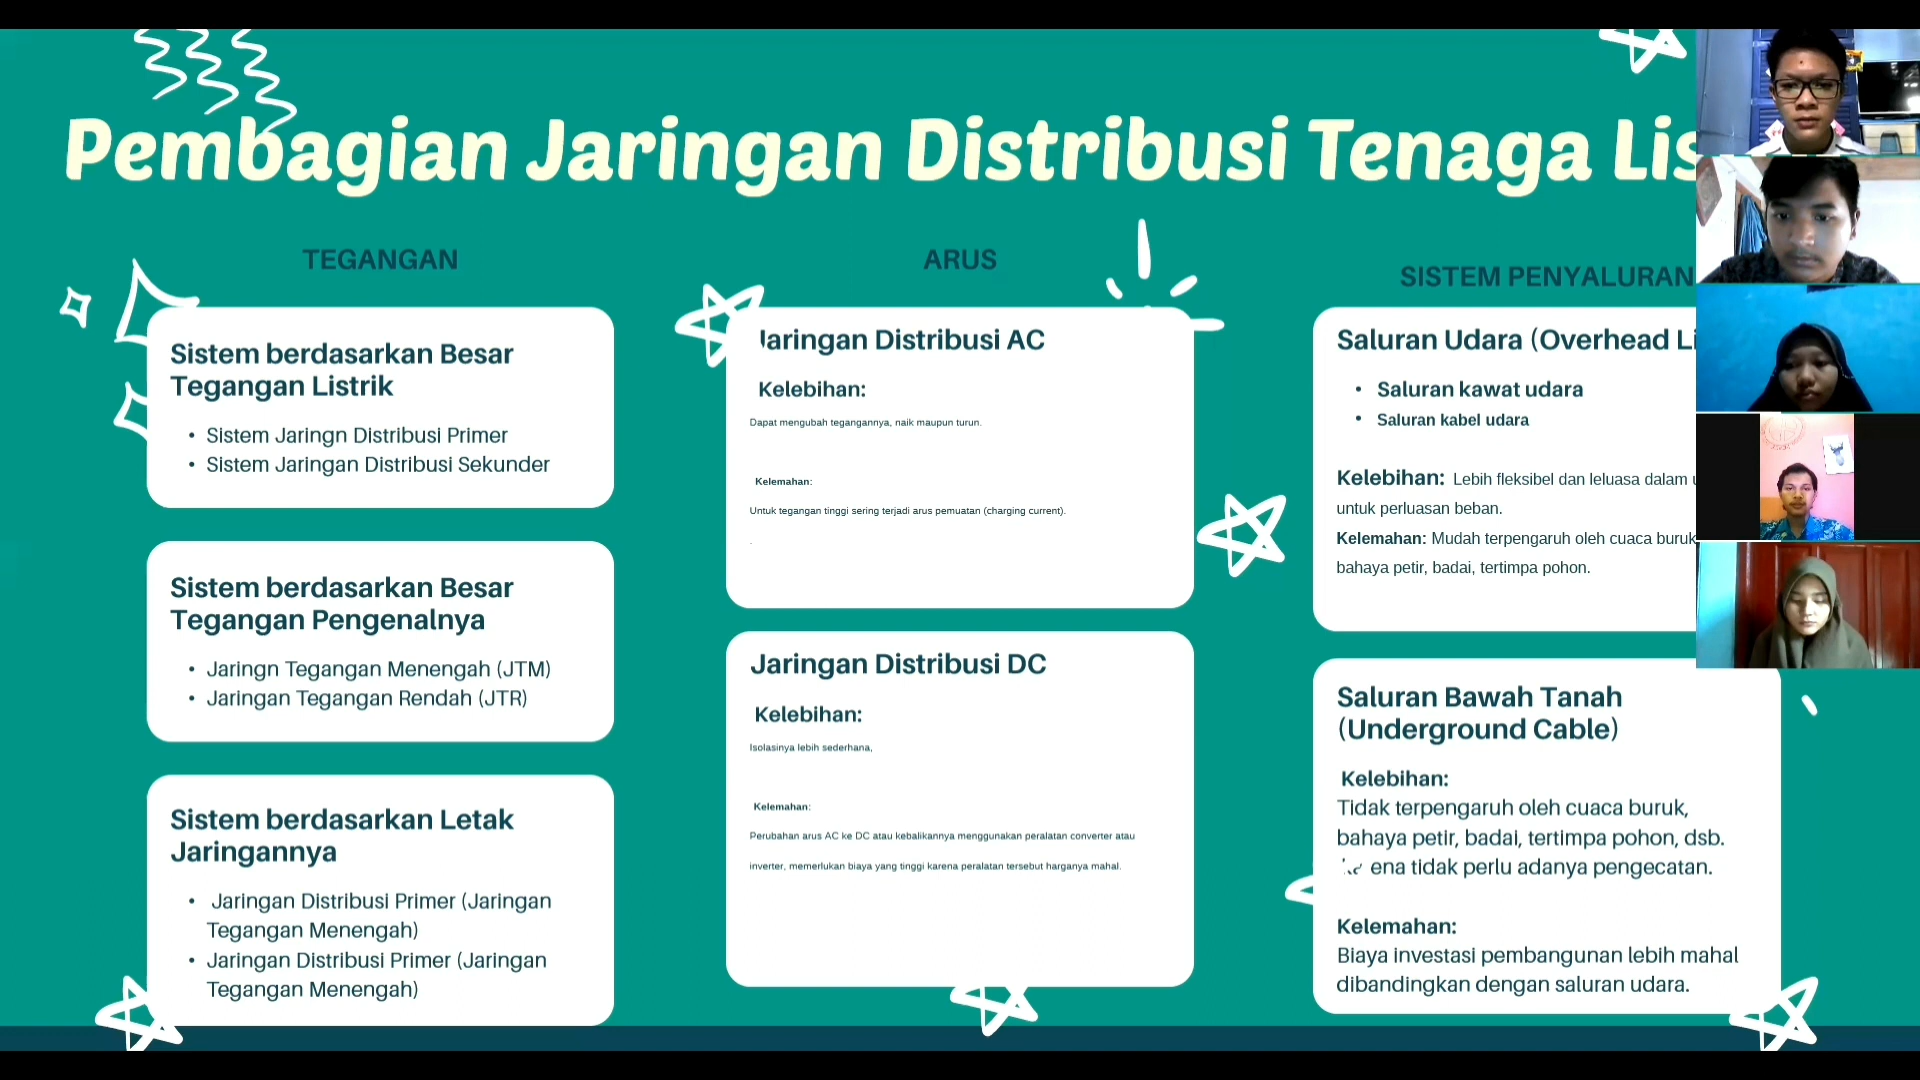 Pembagian Jaringan Distribusi Tenaga Lis
TEGANGAN
Sistem berdasarkan Besar
Tegangan Listrik
• Sistem Jaringn Distribusi Primer
• Sistem Jaringan Distribusi Sekunder
Sistem berdasarkan Besar
Tegangan Pengenalnya
• Jaringn Tegangan Menengah (JTM)
• Jaringan Tegangan Rendah (JTR)
Sistem berdasarkan Letak
Jaringannya
• Jaringan Distribusi Primer (Jaringan
Tegangan Menengah)
• Jaringan Distribusi Primer (Jaringan
Tegangan Menengah)
ARUS
Jaringan Distribusi AC
Kelebihan:
Dapat mengubah tegangannya, naik maupun turun.
Kelemahan:
Untuk tegangan tinggi sering terjadi arus pemuatan (charging current).
.
Jaringan Distribusi DC
Kelebihan:
Isolasinya lebih sederhana,
Kelemahan:
Perubahan arus AC ke DC atau kebalikannya menggunakan peralatan converter atau
inverter, memerlukan biaya yang tinggi karena peralatan tersebut harganya mahal.
SISTEM PENYALURAN
Saluran Udara (Overhead Li
• Saluran kawat udara
• Saluran kabel udara
Kelebihan: Lebih fleksibel dan leluasa dalam u
untuk perluasan beban.
Kelemahan: Mudah terpengaruh oleh cuaca buruk
bahaya petir, badai, tertimpa pohon.
Saluran Bawah Tanah
(Underground Cable)
Kelebihan:
Tidak terpengaruh oleh cuaca buruk,
bahaya petir, badai, tertimpa pohon, dsb.
ena tidak perlu adanya pengecatan.
Kelemahan:
Biaya investasi pembangunan lebih mahal
dibandingkan dengan saluran udara.